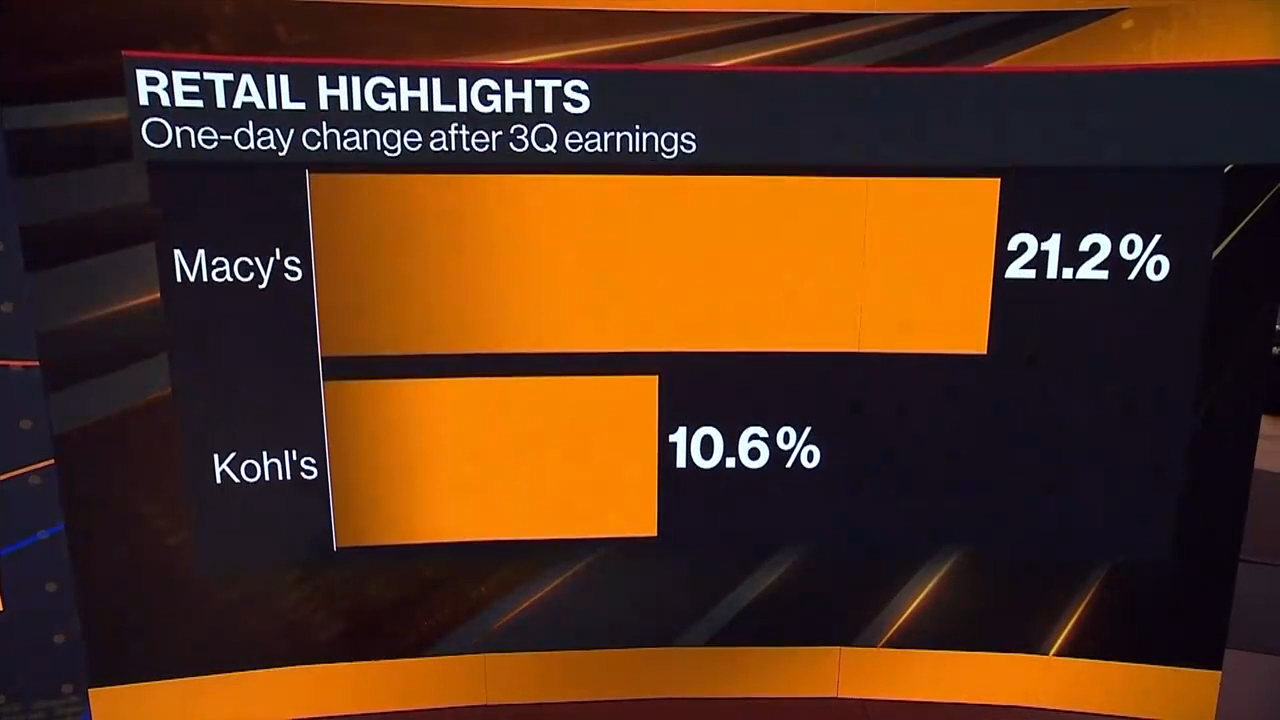 RETAIL HIGHLIGHTS
One-day change after 3Q earnings
Macy's 21.2%
Kohl's 10.6%